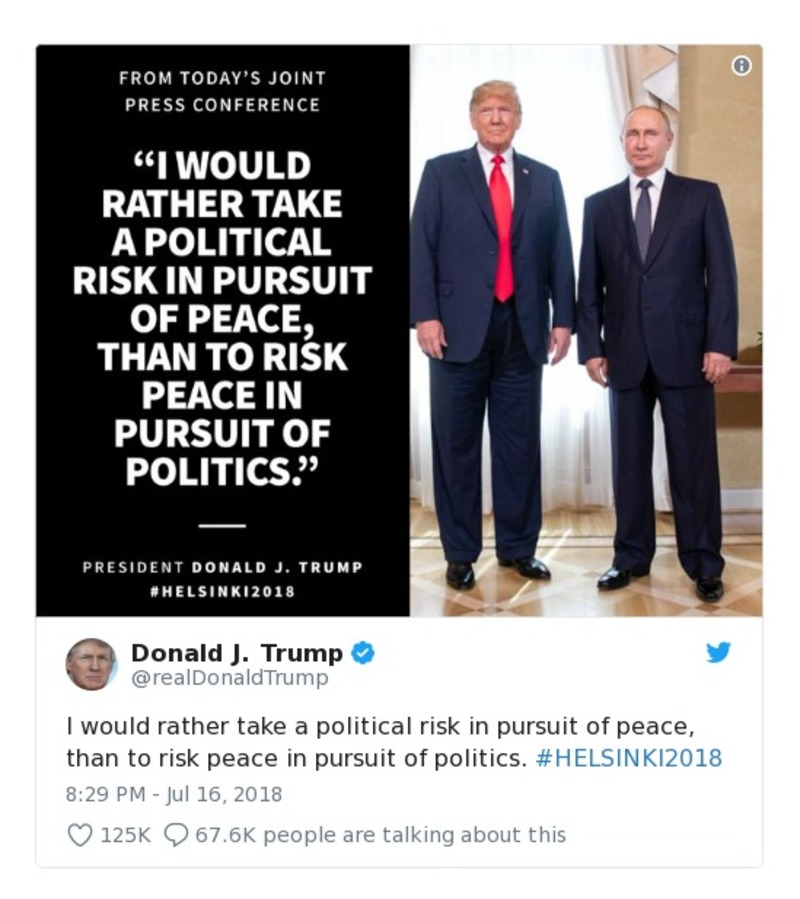 FROM TODAY'S JOINT
PRESS CONFERENCE
“I WOULD
RATHER TAKE
A POLITICAL
RISK IN PURSUIT
OF PEACE,
THAN TO RISK
PEACE IN
PURSUIT OF
POLITICS.”
PRESIDENT DONALD J. TRUMP
#HELSINKI2018
Donald J. Trump
@realDonaldTrump
I would rather take a political risk in pursuit of peace,
than to risk peace in pursuit of politics. #HELSINKI2018
8:29 PM - Jul 16, 2018
125K 67.6K people are talking about this